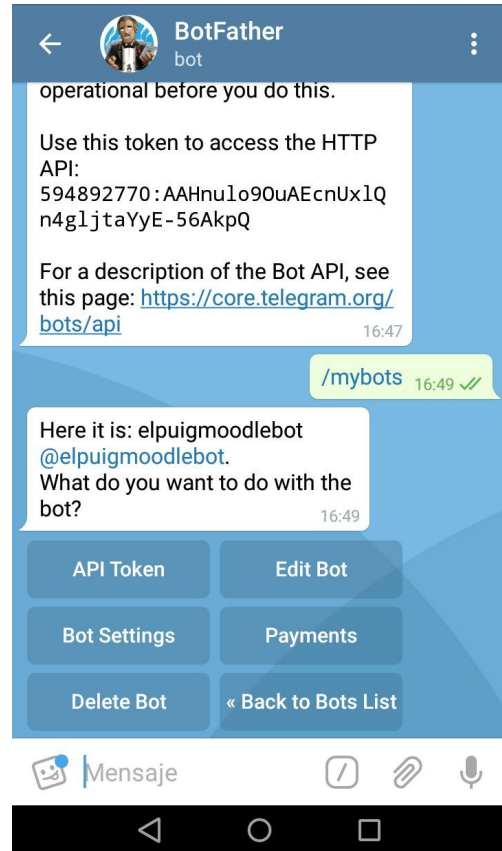 BotFather
bot
operational before you do this.
Use this token to access the HTTP
API:
594892770:AAHnulo9OuAEcnUxlQ
n4gljtaYyE-56AkpQ
For a description of the Bot API, see
this page: https://core.telegram.org/
bots/api
16:47
/mybots 16:49
Here it is: elpuigmoodlebot
@elpuigmoodlebot.
What do you want to do with the
bot?
16:49
API Token
Edit Bot
Bot Settings
Payments
Delete Bot
« Back to Bots List
Mensaje